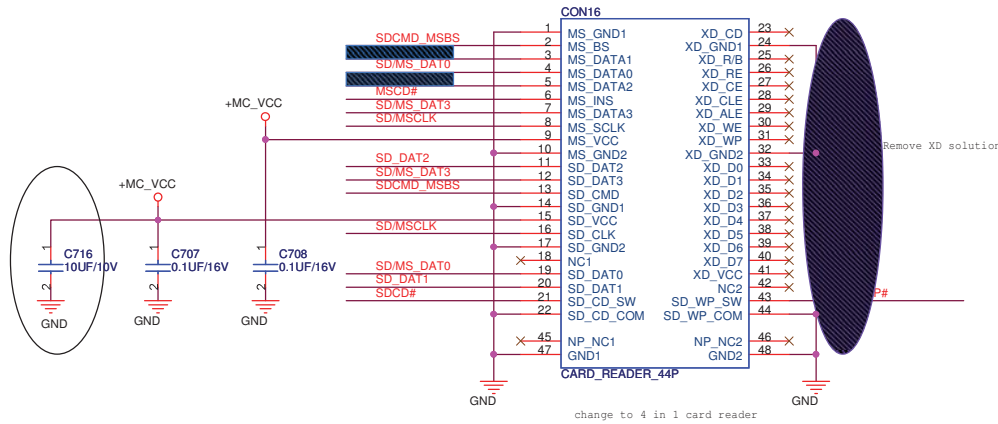 CON16
1 MS_GND1 XD_CD 23
SDCMD_MSBS 2 MS_BS XD_GND1 24
3 MS_DATA1 XD_R/B 25
SD/MS_DAT0 4 MS_DATA0 XD_RE 26
5 MS_DATA2 XD_CE 27
MSCD# 6 MS_INS XD_CLE 28
SD/MS_DAT3 7 MS_DATA3 XD_ALE 29
SD/MSCLK 8 MS_SCLK XD_WE 30
+MC_VCC 9 MS_VCC XD_WP 31
10 MS_GND2 XD_GND2 32
Remove XD solution
SD_DAT2 11 SD_DAT2 XD_D0 33
SD/MS_DAT3 12 SD_DAT3 XD_D1 34
SDCMD_MSBS 13 SD_CMD XD_D2 35
14 SD_GND1 XD_D3 36
+MC_VCC 15 SD_VCC XD_D4 37
SD/MSCLK 16 SD_CLK XD_D5 38
17 SD_GND2 XD_D6 39
18 NC1 XD_D7 40
SD/MS_DAT0 19 SD_DAT0 XD_VCC 41
SD_DAT1 20 SD_DAT1 NC2 42
SDCD# 21 SD_CD_SW SD_WP_SW 43 P#
22 SD_CD_COM SD_WP_COM 44
45 NP_NC1 NP_NC2 46
47 GND1 GND2 48
CARD_READER_44P
1 1 1
C716 C707 C708
10UF/10V 0.1UF/16V 0.1UF/16V
2 2 2
GND GND GND
GND GND
change to 4 in 1 card reader